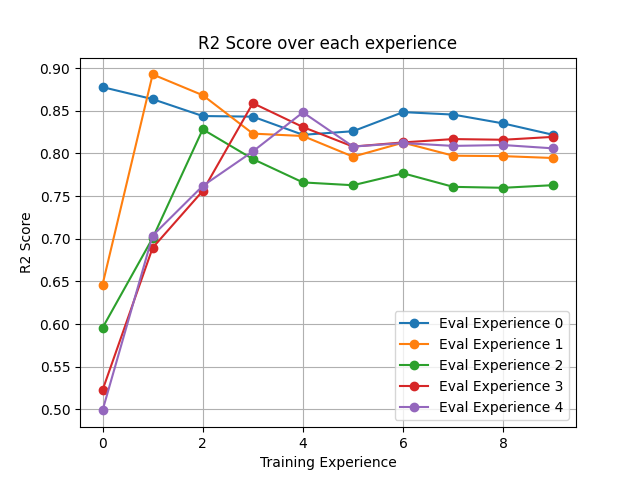 R2 Score over each experience
0.90
0.85
0.80
0.75
0.70
0.65
0.60
0.55
0.50
R2 Score
0
2
4
6
8
Training Experience
Eval Experience 0
Eval Experience 1
Eval Experience 2
Eval Experience 3
Eval Experience 4